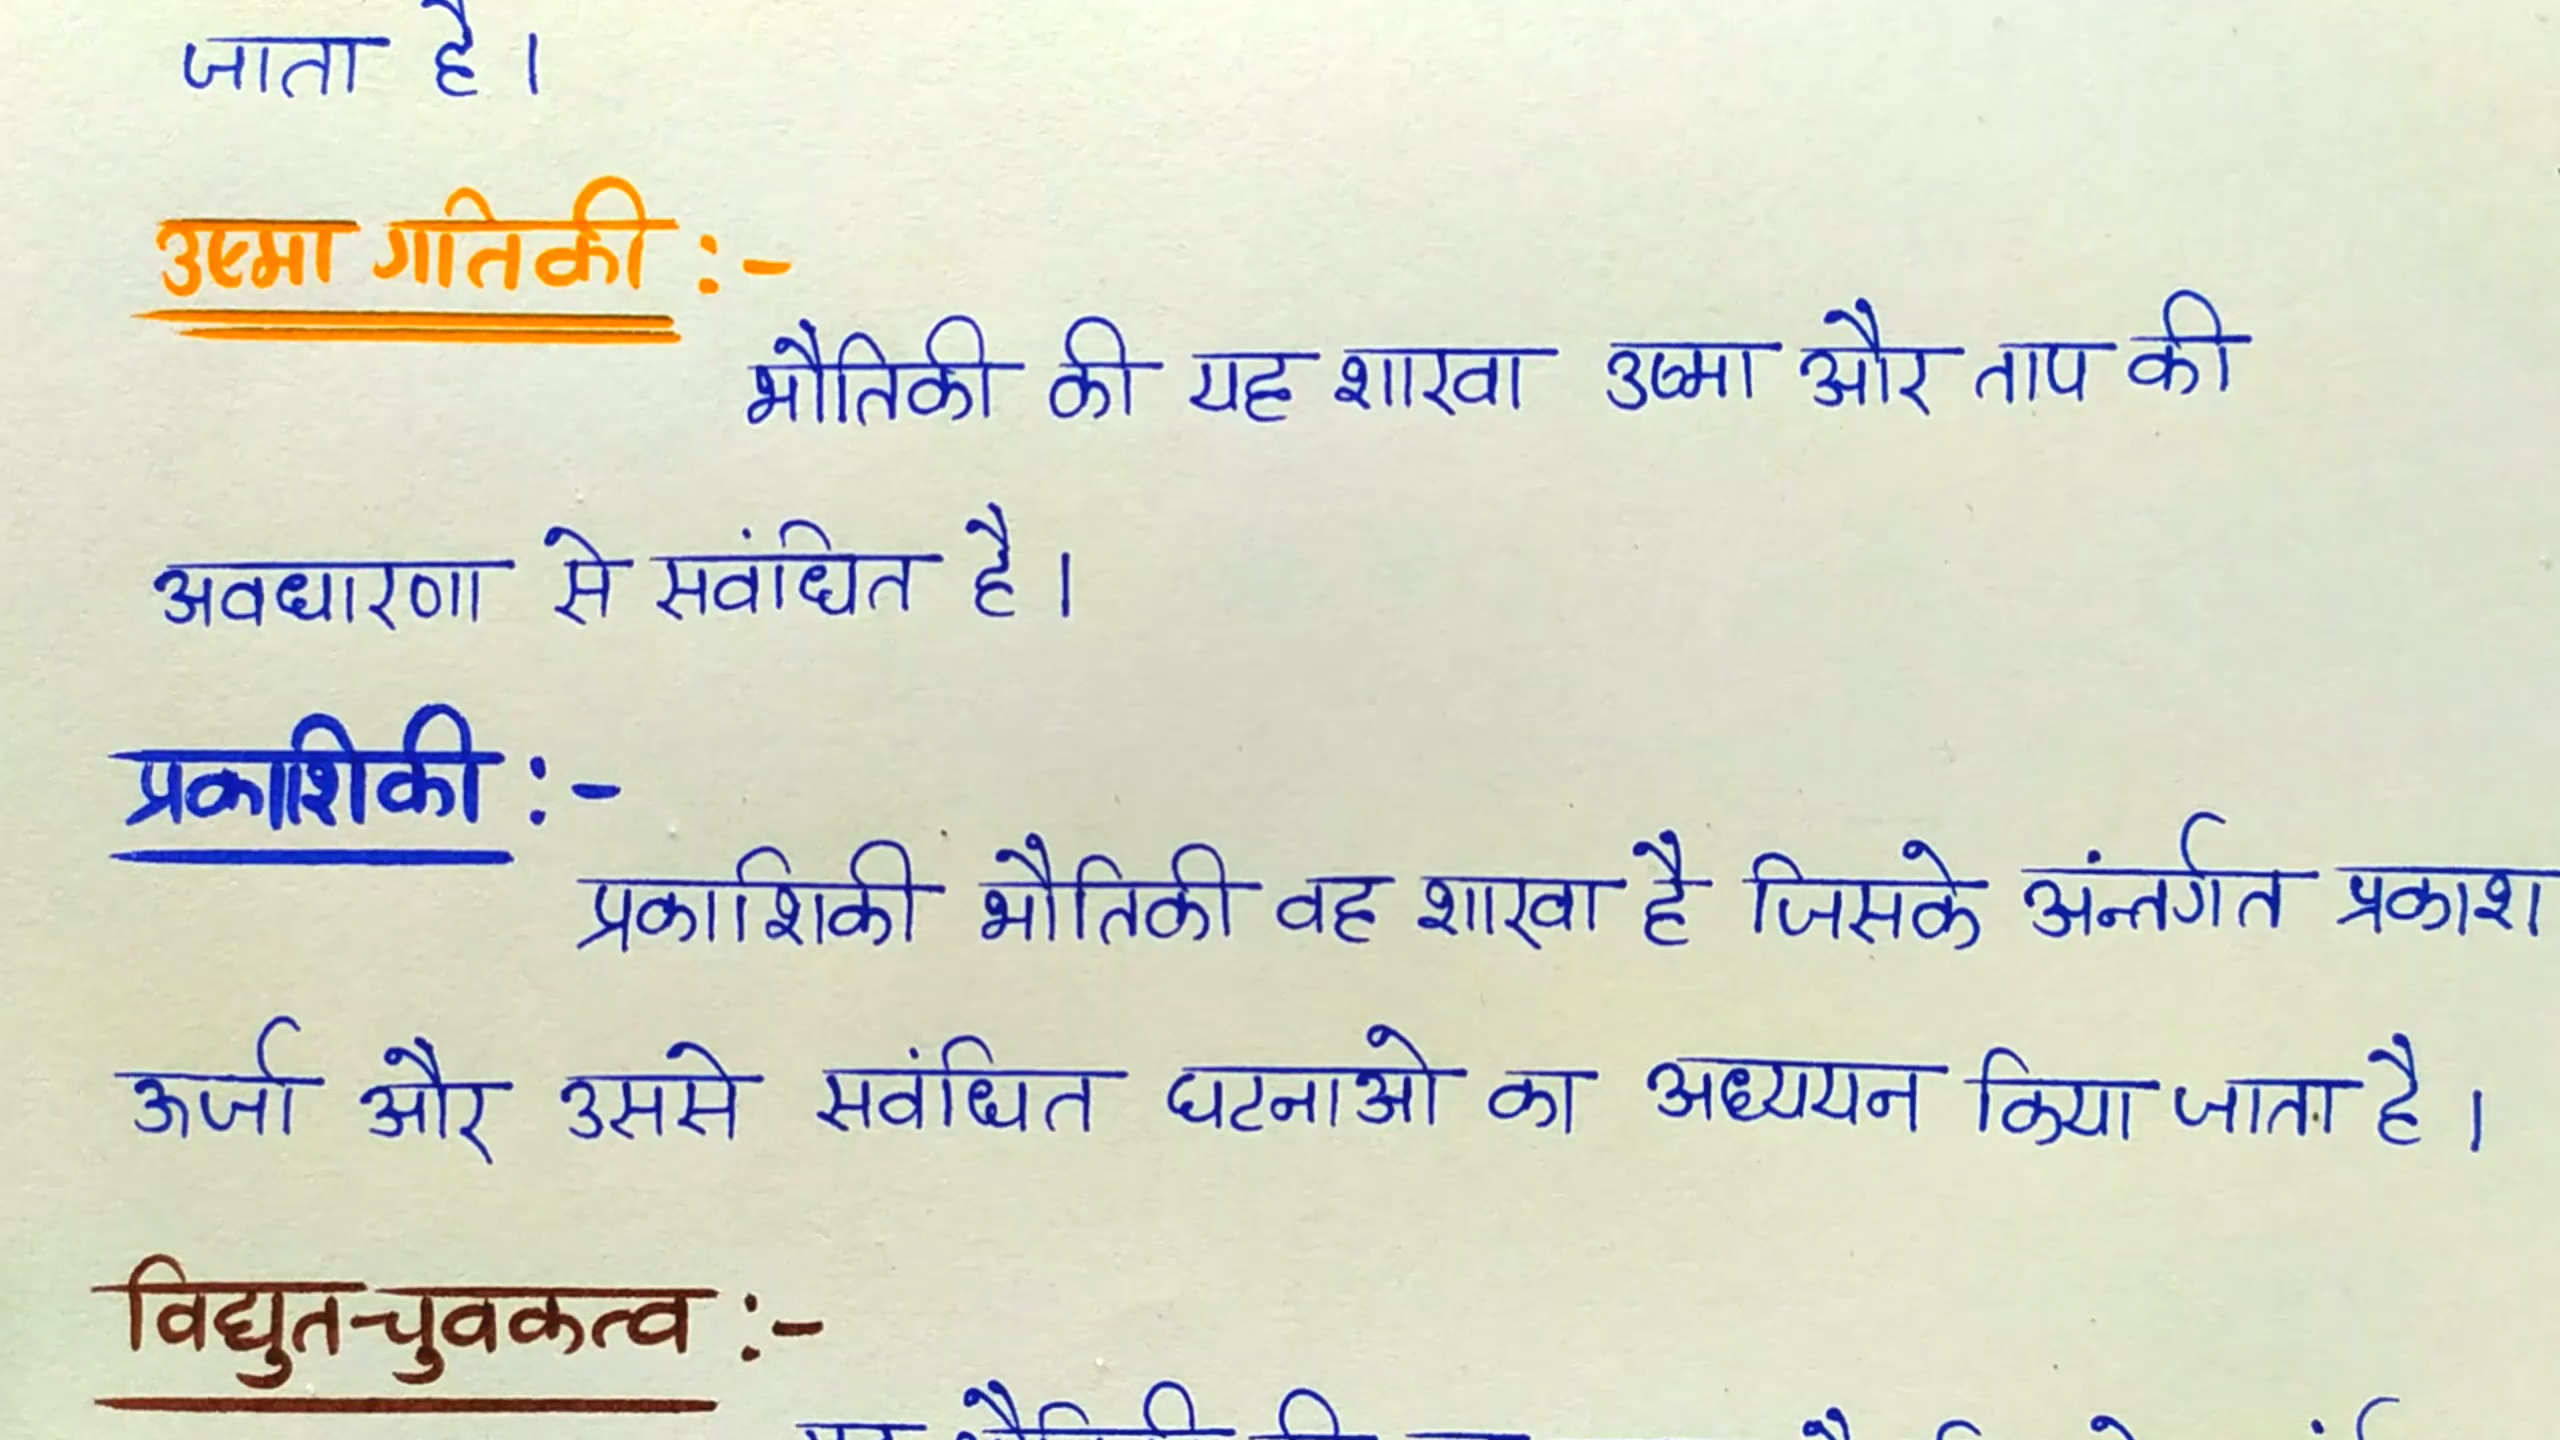 जाता है।
उष्मा गतिकी :-
भौतिकी की यह शाखा उष्मा और ताप की
अवधारणा से सवंधित है।
प्रकाशिकी :-
प्रकाशिकी भौतिकी वह शाखा है जिसके अंन्तर्गत प्रकाश
ऊर्जा और उससे सवंधित घटनाओ का अध्ययन किया जाता है।
विद्युत-चुवकत्व :-